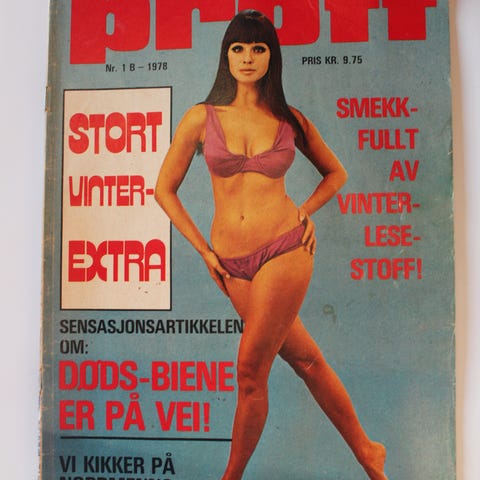 proff
Nr. 1 B – 1978
PRIS KR. 9.75
STORT
VINTER-
EXTRA
SMEKK-
FULLT
AV
VINTER-
LESE-
STOFF!
SENSASJONSARTIKKELEN
OM:
DØDS-BIENE
ER PÅ VEI!
VI KIKKER PÅ